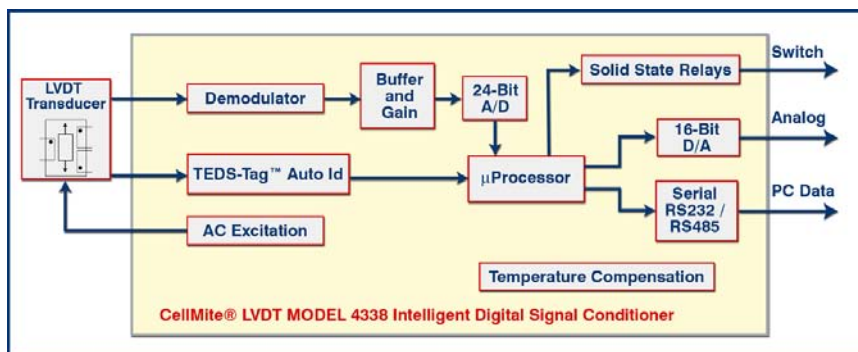 LVDT
Transducer
Demodulator
Buffer
and
Gain
24-Bit
A/D
Solid State Relays
Switch
16-Bit
D/A
Analog
TEDS-Tag™ Auto Id
µProcessor
Serial
RS232 /
RS485
PC Data
AC Excitation
Temperature Compensation
CellMite® LVDT MODEL 4338 Intelligent Digital Signal Conditioner